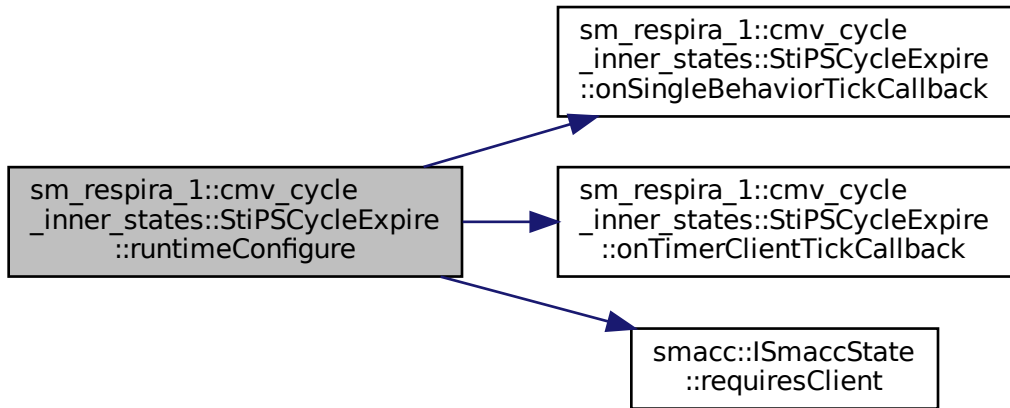 sm_respira_1::cmv_cycle
_inner_states::StiPSCycleExpire
::runtimeConfigure
sm_respira_1::cmv_cycle
_inner_states::StiPSCycleExpire
::onSingleBehaviorTickCallback
sm_respira_1::cmv_cycle
_inner_states::StiPSCycleExpire
::onTimerClientTickCallback
smacc::ISmaccState
::requiresClient